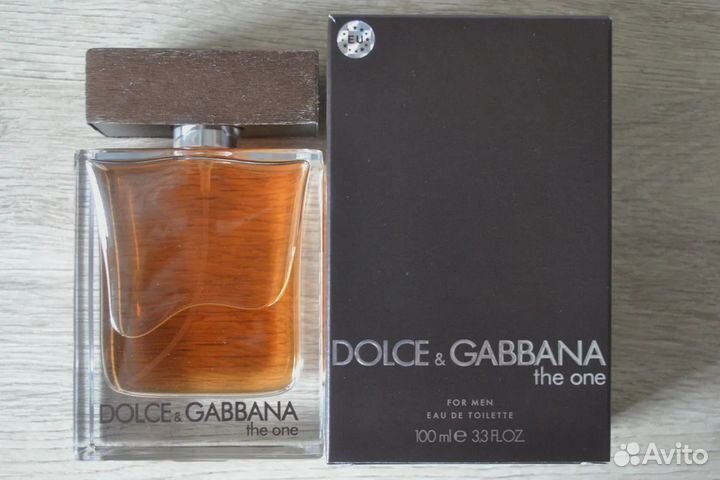 EU
DOLCE & GABBANA
the one
FOR MEN
EAU DE TOILETTE
100 ml e 3.3 FL.OZ.
DOLCE & GABBANA
the one
Avito